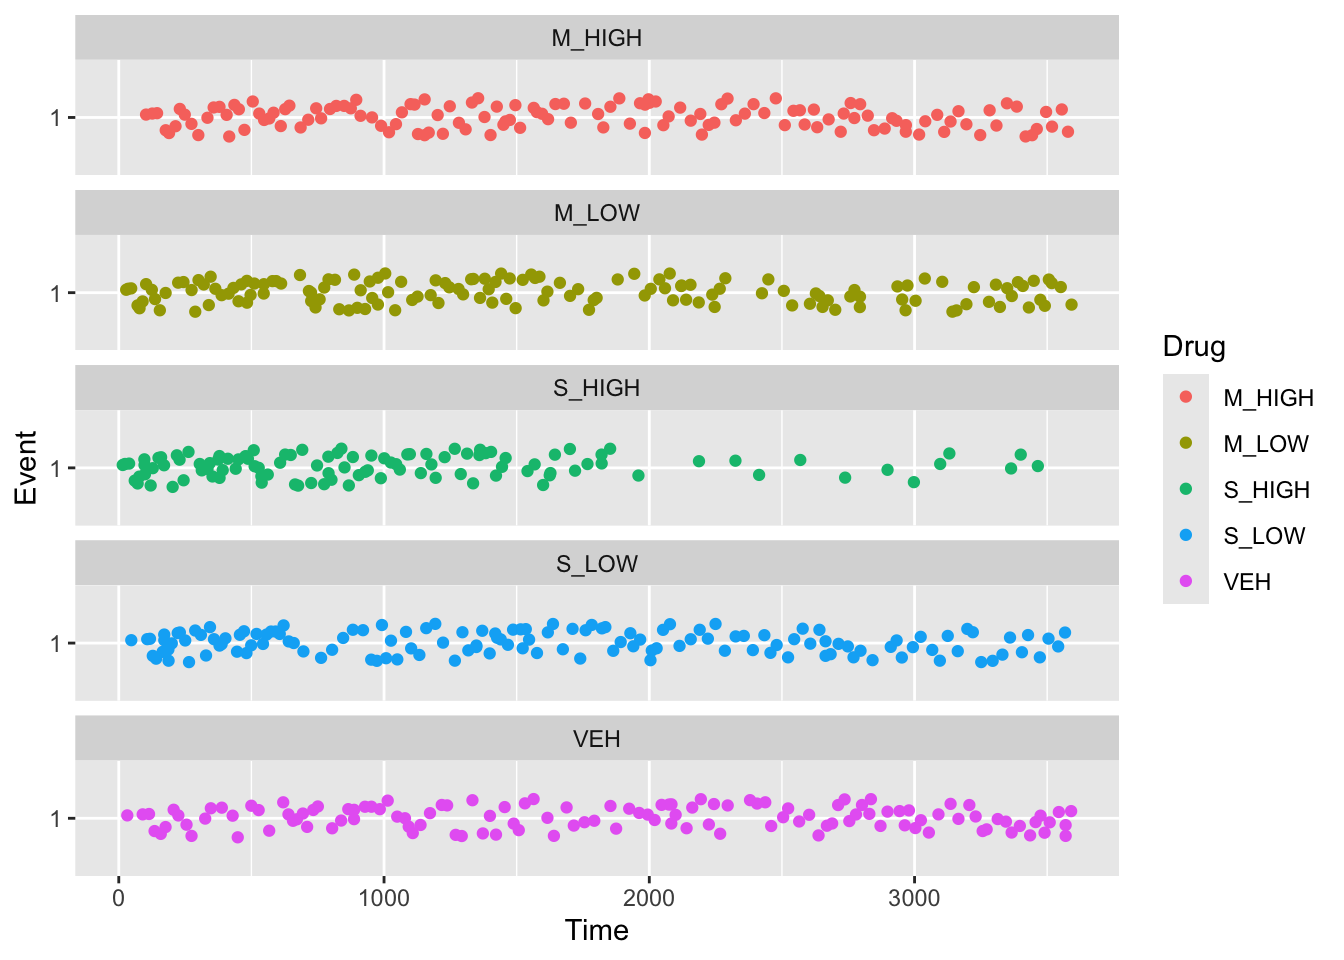 M_HIGH
1
M_LOW
1
S_HIGH
1
S_LOW
1
VEH
1
0 1000 2000 3000
Time
Event
Drug
M_HIGH
M_LOW
S_HIGH
S_LOW
VEH